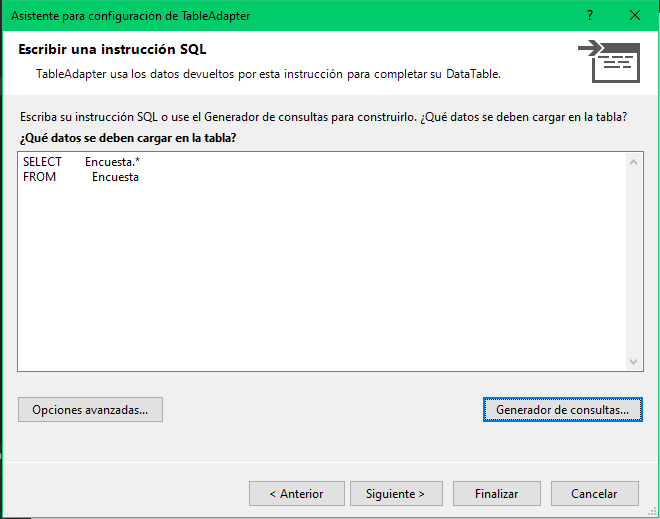 Asistente para configuración de TableAdapter
?
Escribir una instrucción SQL
TableAdapter usa los datos devueltos por esta instrucción para completar su DataTable.
Escriba su instrucción SQL o use el Generador de consultas para construirlo. ¿Qué datos se deben cargar en la tabla?
¿Qué datos se deben cargar en la tabla?
SELECT Encuesta.*
FROM Encuesta
Opciones avanzadas... Generador de consultas...
< Anterior Siguiente > Finalizar Cancelar